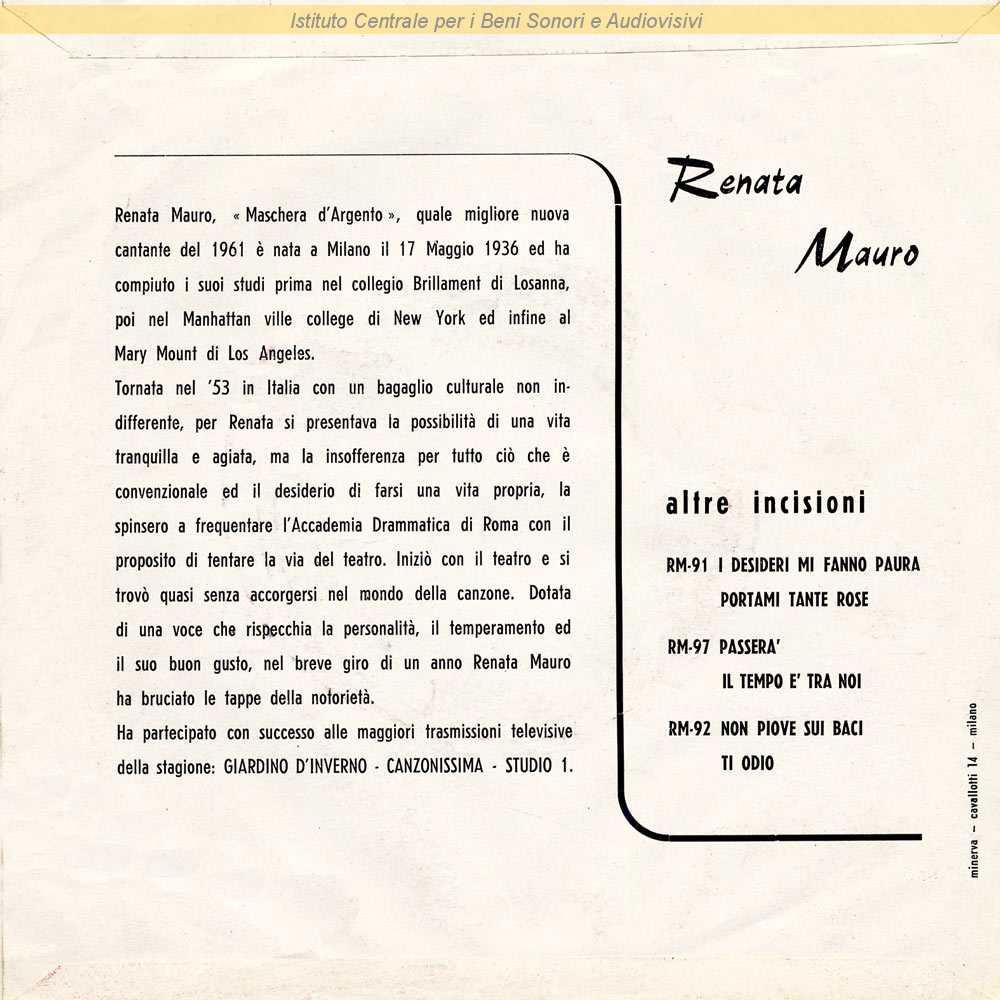 Istituto Centrale per i Beni Sonori e Audiovisivi
Renata
Mauro
Renata Mauro, « Maschera d'Argento », quale migliore nuova
cantante del 1961 è nata a Milano il 17 Maggio 1936 ed ha
compiuto i suoi studi prima nel collegio Brillament di Losanna,
poi nel Manhattan ville college di New York ed infine al
Mary Mount di Los Angeles.
Tornata nel '53 in Italia con un bagaglio culturale non in-
differente, per Renata si presentava la possibilità di una vita
tranquilla e agiata, ma la insofferenza per tutto ciò che è
convenzionale ed il desiderio di farsi una vita propria, la
spinsero a frequentare l'Accademia Drammatica di Roma con il
proposito di tentare la via del teatro. Iniziò con il teatro e si
trovò quasi senza accorgersi nel mondo della canzone. Dotata
di una voce che rispecchia la personalità, il temperamento ed
il suo buon gusto, nel breve giro di un anno Renata Mauro
ha bruciato le tappe della notorietà.
Ha partecipato con successo alle maggiori trasmissioni televisive
della stagione: GIARDINO D'INVERNO - CANZONISSIMA - STUDIO 1.
altre incisioni
RM-91 I DESIDERI MI FANNO PAURA
PORTAMI TANTE ROSE
RM-97 PASSERA'
IL TEMPO E' TRA NOI
RM-92 NON PIOVE SUI BACI
TI ODIO
minerva - cavallotti 14 - milano